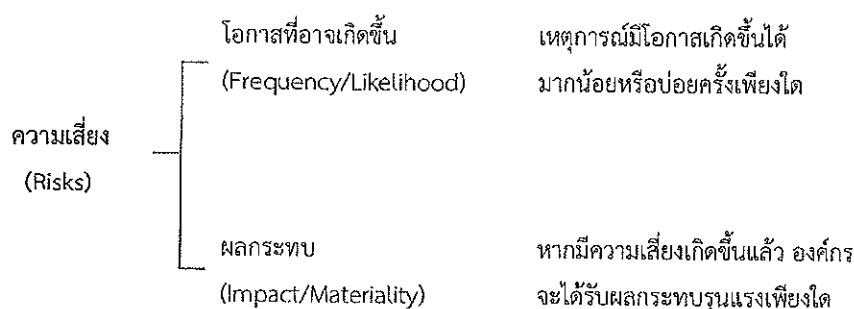 โอกาสที่อาจเกิดขึ้น เหตุการณ์มีโอกาสเกิดขึ้นได้
(Frequency/Likelihood) มากน้อยหรือบ่อยครั้งเพียงใด
ความเสี่ยง
(Risks)
ผลกระทบ หากมีความเสี่ยงเกิดขึ้นแล้ว องค์กร
(Impact/Materiality) จะได้รับผลกระทบรุนแรงเพียงใด